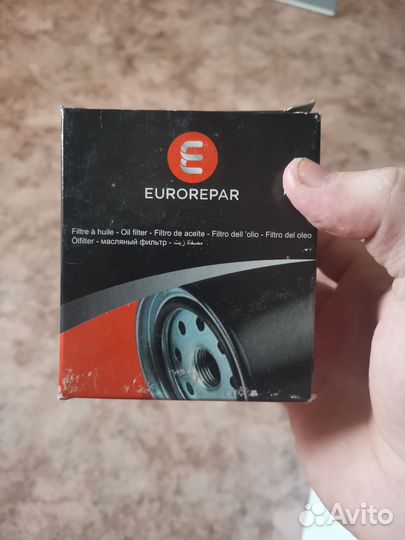 EUROREPAR
Filtre à huile - Oil filter - Filtro de aceite - Filtro dell 'olio - Filtro del oleo
Ölfilter - масляный фильтр - مصفاة زيت
Avito